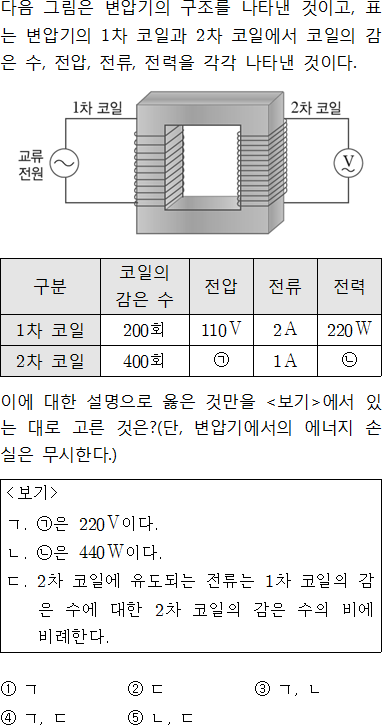 다음 그림은 변압기의 구조를 나타낸 것이고, 표
는 변압기의 1차 코일과 2차 코일에서 코일의 감
은 수, 전압, 전류, 전력을 각각 나타낸 것이다.
1차 코일 2차 코일
교류
전원
V
구분 코일의 감은 수 전압 전류 전력
1차 코일 200회 110V 2A 220W
2차 코일 400회 ㉠ 1A ㉡
이에 대한 설명으로 옳은 것만을 <보기>에서 있
는 대로 고른 것은?(단, 변압기에서의 에너지 손
실은 무시한다.)
<보기>
ㄱ. ㉠은 220V이다.
ㄴ. ㉡은 440W이다.
ㄷ. 2차 코일에 유도되는 전류는 1차 코일의 감
은 수에 대한 2차 코일의 감은 수의 비에
비례한다.
① ㄱ ② ㄷ ③ ㄱ, ㄴ
④ ㄱ, ㄷ ⑤ ㄴ, ㄷ